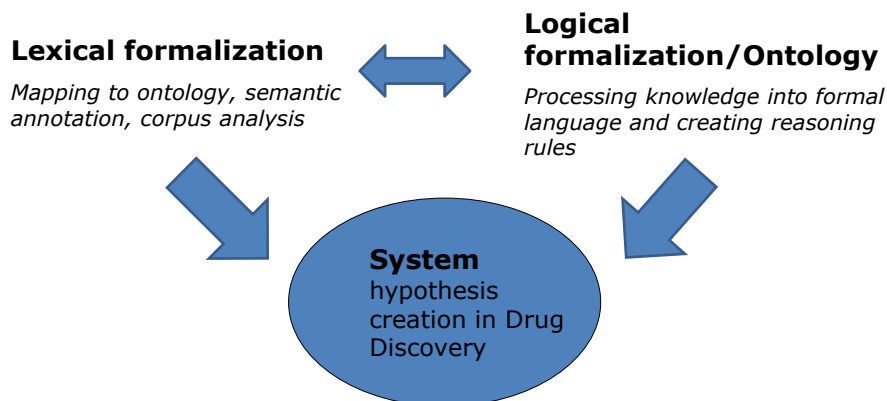 Lexical formalization
Mapping to ontology, semantic
annotation, corpus analysis
Logical
formalization/Ontology
Processing knowledge into formal
language and creating reasoning
rules
System
hypothesis
creation in Drug
Discovery